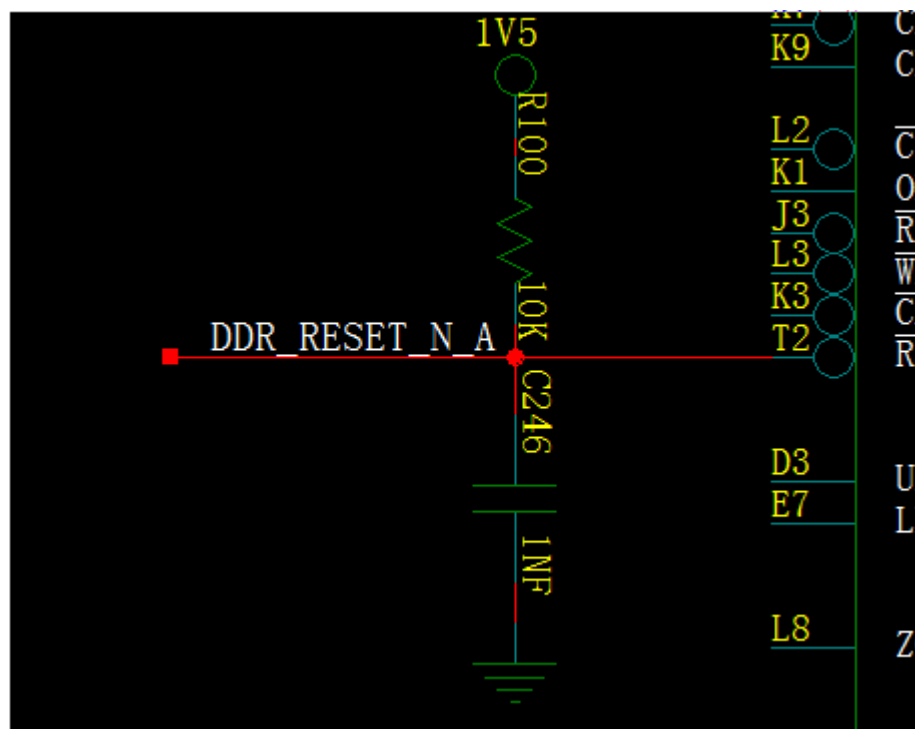 1V5
K9
C
R100
L2
C
K1
O
J3
R
L3
W
10K
K3
C
DDR_RESET_N_A
T2
R
C246
D3
U
E7
L
1NF
L8
Z